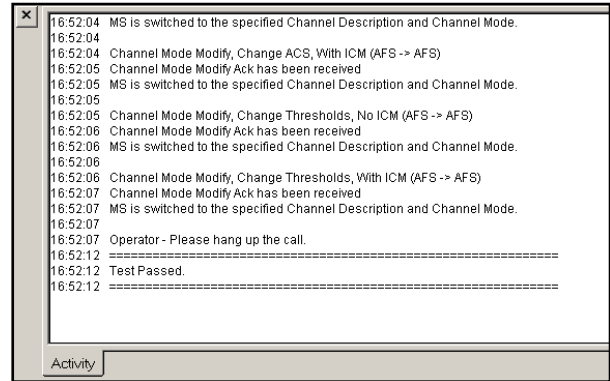 16:52:04 MS is switched to the specified Channel Description and Channel Mode.
16:52:04
16:52:04 Channel Mode Modify, Change ACS, With ICM (AFS -> AFS)
16:52:05 Channel Mode Modify Ack has been received
16:52:05 MS is switched to the specified Channel Description and Channel Mode.
16:52:05
16:52:05 Channel Mode Modify, Change Thresholds, No ICM (AFS -> AFS)
16:52:06 Channel Mode Modify Ack has been received
16:52:06 MS is switched to the specified Channel Description and Channel Mode.
16:52:06
16:52:06 Channel Mode Modify, Change Thresholds, With ICM (AFS -> AFS)
16:52:07 Channel Mode Modify Ack has been received
16:52:07 MS is switched to the specified Channel Description and Channel Mode.
16:52:07
16:52:07 Operator - Please hang up the call.
16:52:12 ==============================================================
16:52:12 Test Passed.
16:52:12 ==============================================================
Activity